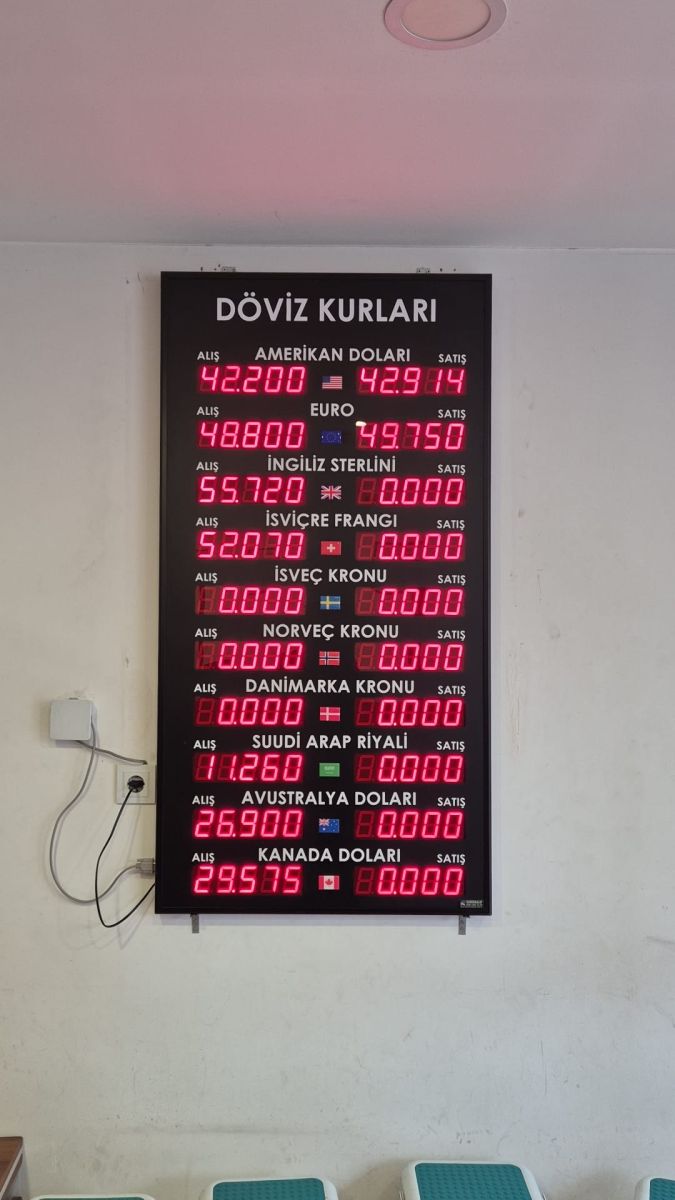 DÖVİZ KURLARI
AMERİKAN DOLARI
ALIŞ SATIŞ
42.200 42.914
EURO
ALIŞ SATIŞ
48.800 49.750
İNGİLİZ STERLİNİ
ALIŞ SATIŞ
55.720 0.000
İSVİÇRE FRANGI
ALIŞ SATIŞ
52.070 0.000
İSVEÇ KRONU
ALIŞ SATIŞ
0.000 0.000
NORVEÇ KRONU
ALIŞ SATIŞ
0.000 0.000
DANİMARKA KRONU
ALIŞ SATIŞ
0.000 0.000
SUUDİ ARAP RİYALİ
ALIŞ SATIŞ
11.260 0.000
AVUSTRALYA DOLARI
ALIŞ SATIŞ
26.900 0.000
KANADA DOLARI
ALIŞ SATIŞ
29.575 0.000